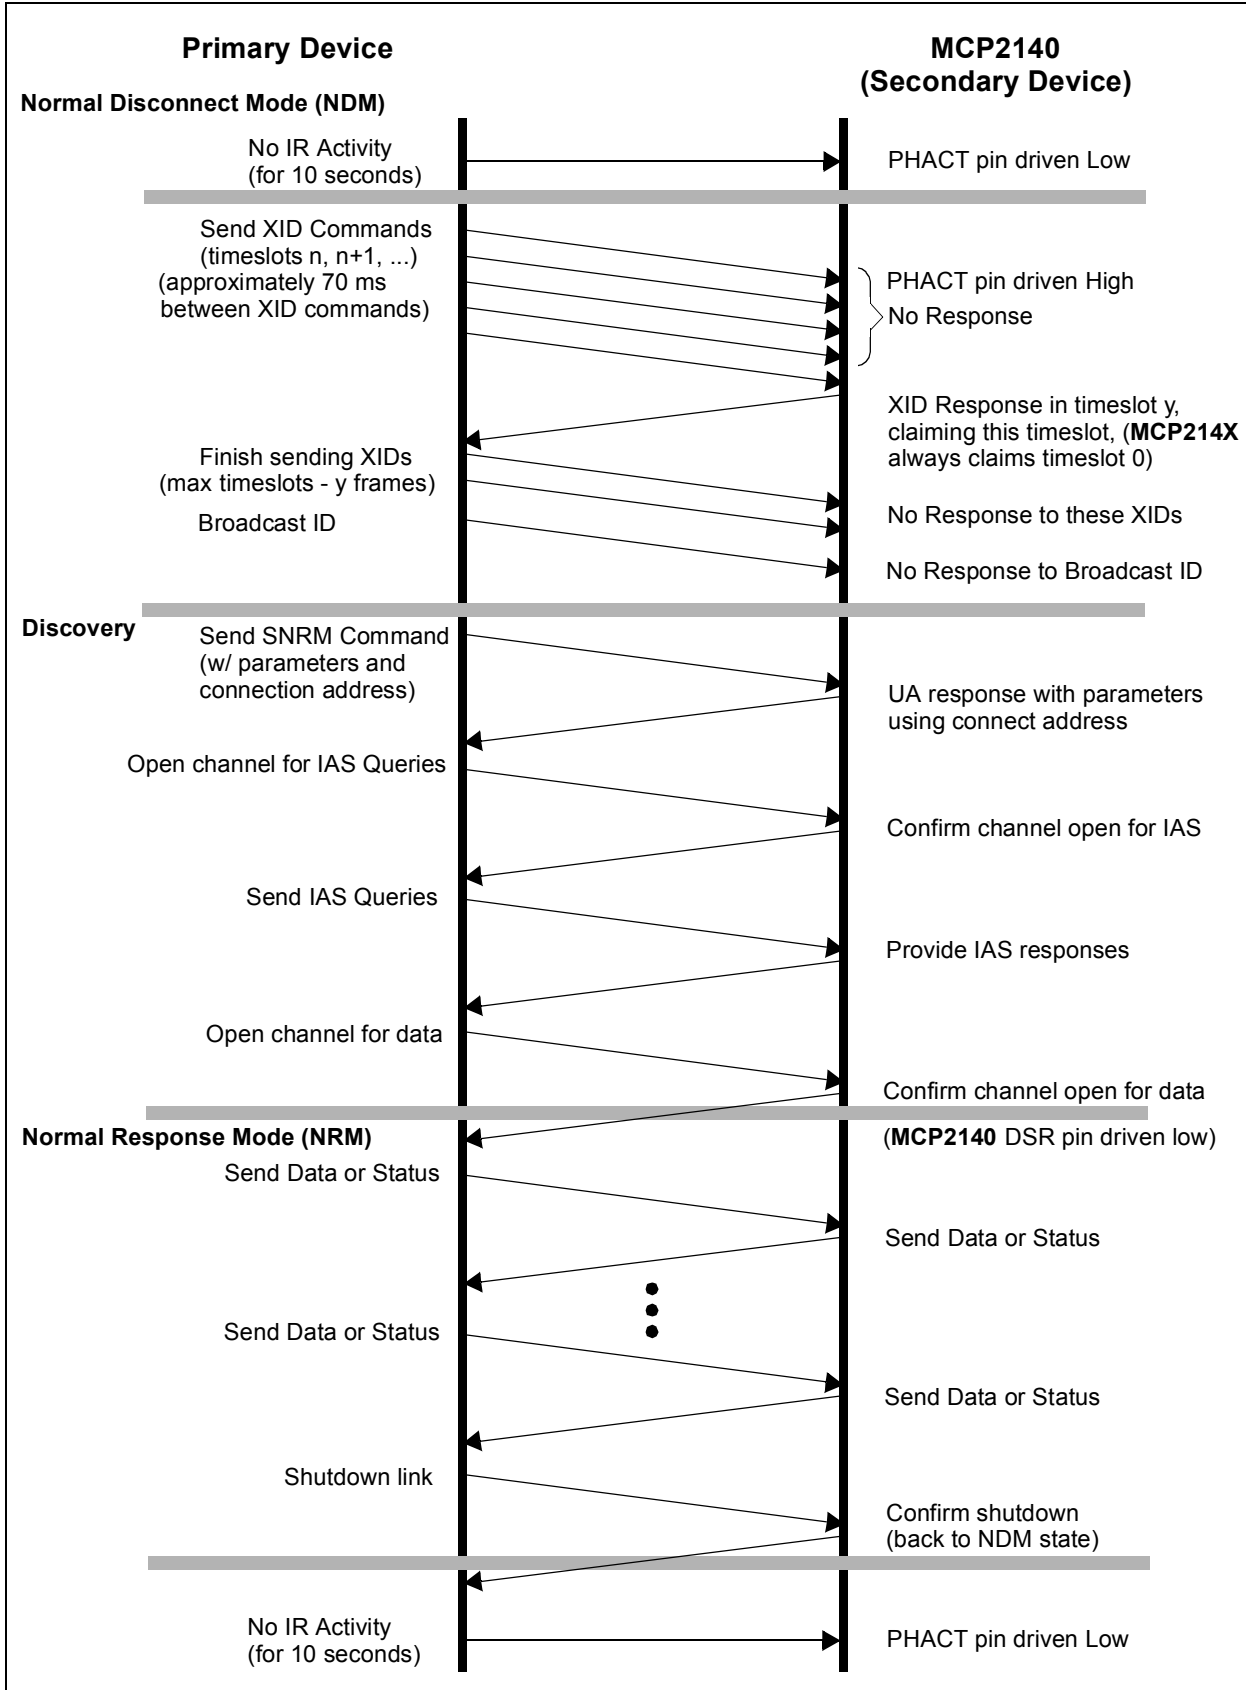 Primary Device
MCP2140
(Secondary Device)
Normal Disconnect Mode (NDM)
No IR Activity
(for 10 seconds)
PHACT pin driven Low
Send XID Commands
(timeslots n, n+1, ...)
(approximately 70 ms
between XID commands)
PHACT pin driven High
No Response
XID Response in timeslot y,
claiming this timeslot, (MCP214X
always claims timeslot 0)
Finish sending XIDs
(max timeslots - y frames)
No Response to these XIDs
Broadcast ID
No Response to Broadcast ID
Discovery
Send SNRM Command
(w/ parameters and
connection address)
UA response with parameters
using connect address
Open channel for IAS Queries
Confirm channel open for IAS
Send IAS Queries
Provide IAS responses
Open channel for data
Confirm channel open for data
Normal Response Mode (NRM)
(MCP2140 DSR pin driven low)
Send Data or Status
Send Data or Status
Send Data or Status
Send Data or Status
Shutdown link
Confirm shutdown
(back to NDM state)
No IR Activity
(for 10 seconds)
PHACT pin driven Low